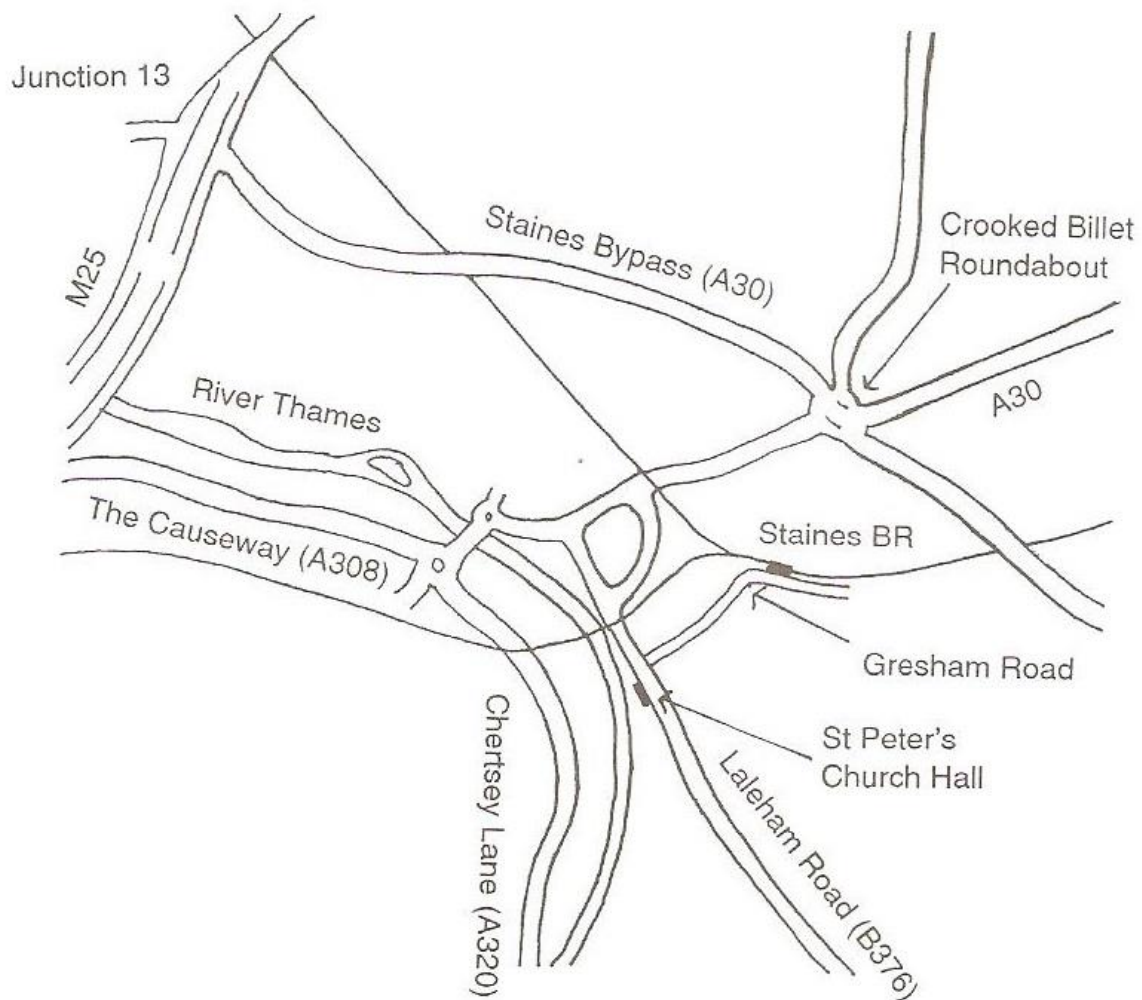 Junction 13
Crooked Billet
Roundabout
Staines Bypass (A30)
M25
A30
River Thames
The Causeway (A308)
Staines BR
Gresham Road
St Peter's
Church Hall
Chertsey Lane (A320)
Laleham Road (B376)